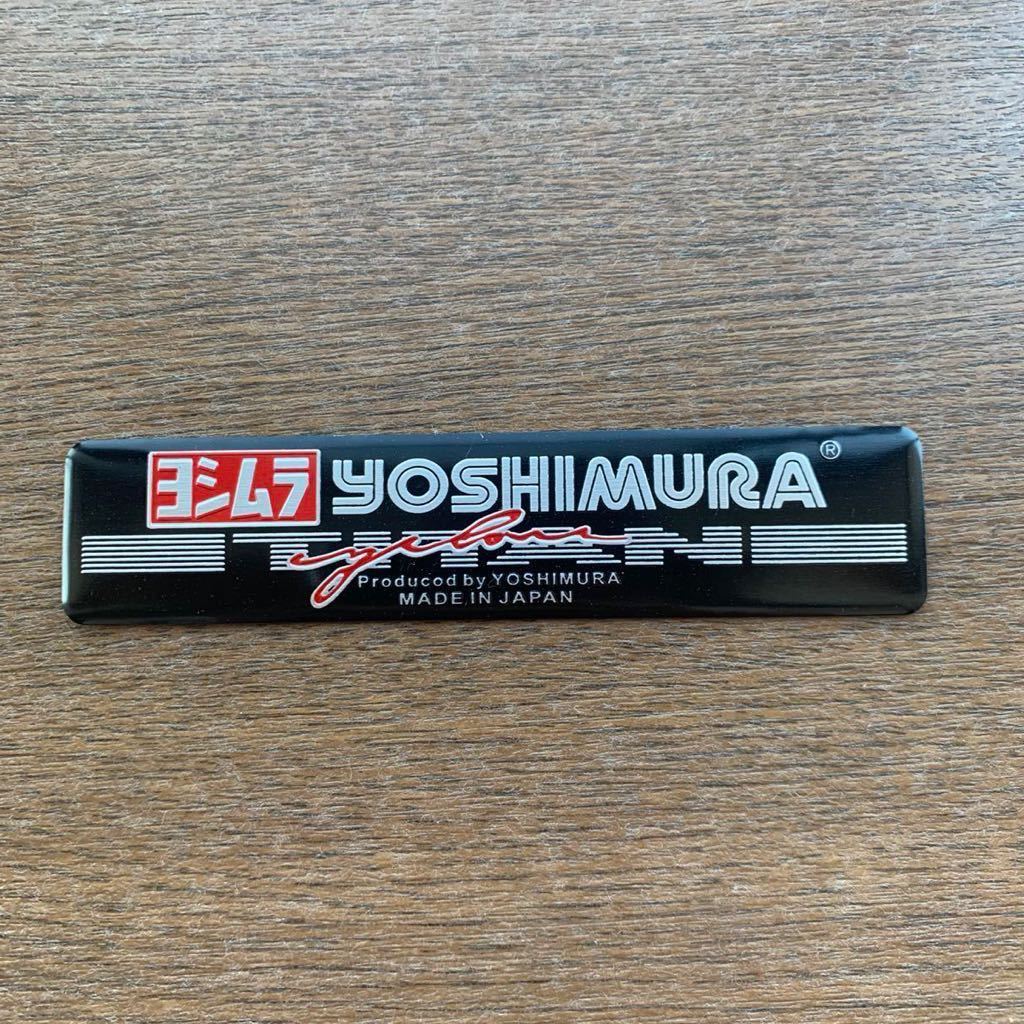 ヨシムラ YOSHIMURA®
TITAN
cyclone
Producod by YOSHIMURA
MADE IN JAPAN